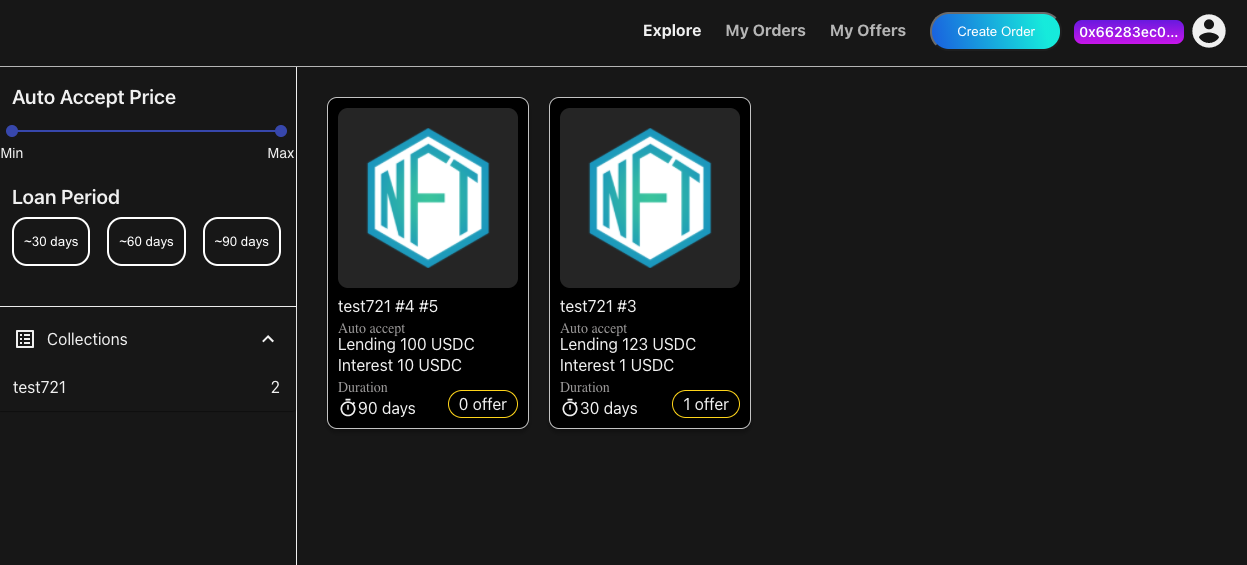 Explore My Orders My Offers Create Order 0x66283ec0...
Auto Accept Price
Min Max
Loan Period
~30 days ~60 days ~90 days
Collections
test721 2
NFT
test721 #4 #5
Auto accept
Lending 100 USDC
Interest 10 USDC
Duration
90 days 0 offer
NFT
test721 #3
Auto accept
Lending 123 USDC
Interest 1 USDC
Duration
30 days 1 offer